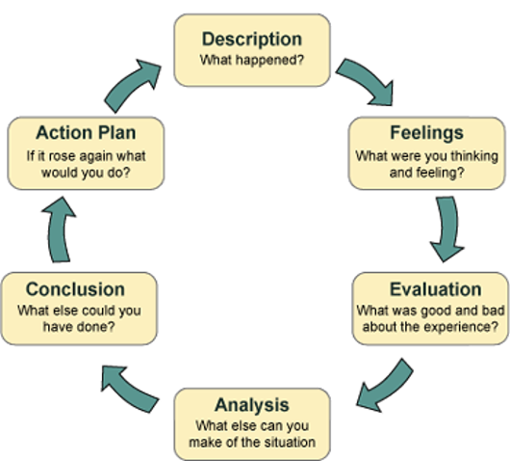 Description
What happened?
Feelings
What were you thinking
and feeling?
Evaluation
What was good and bad
about the experience?
Analysis
What else can you
make of the situation
Conclusion
What else could you
have done?
Action Plan
If it rose again what
would you do?